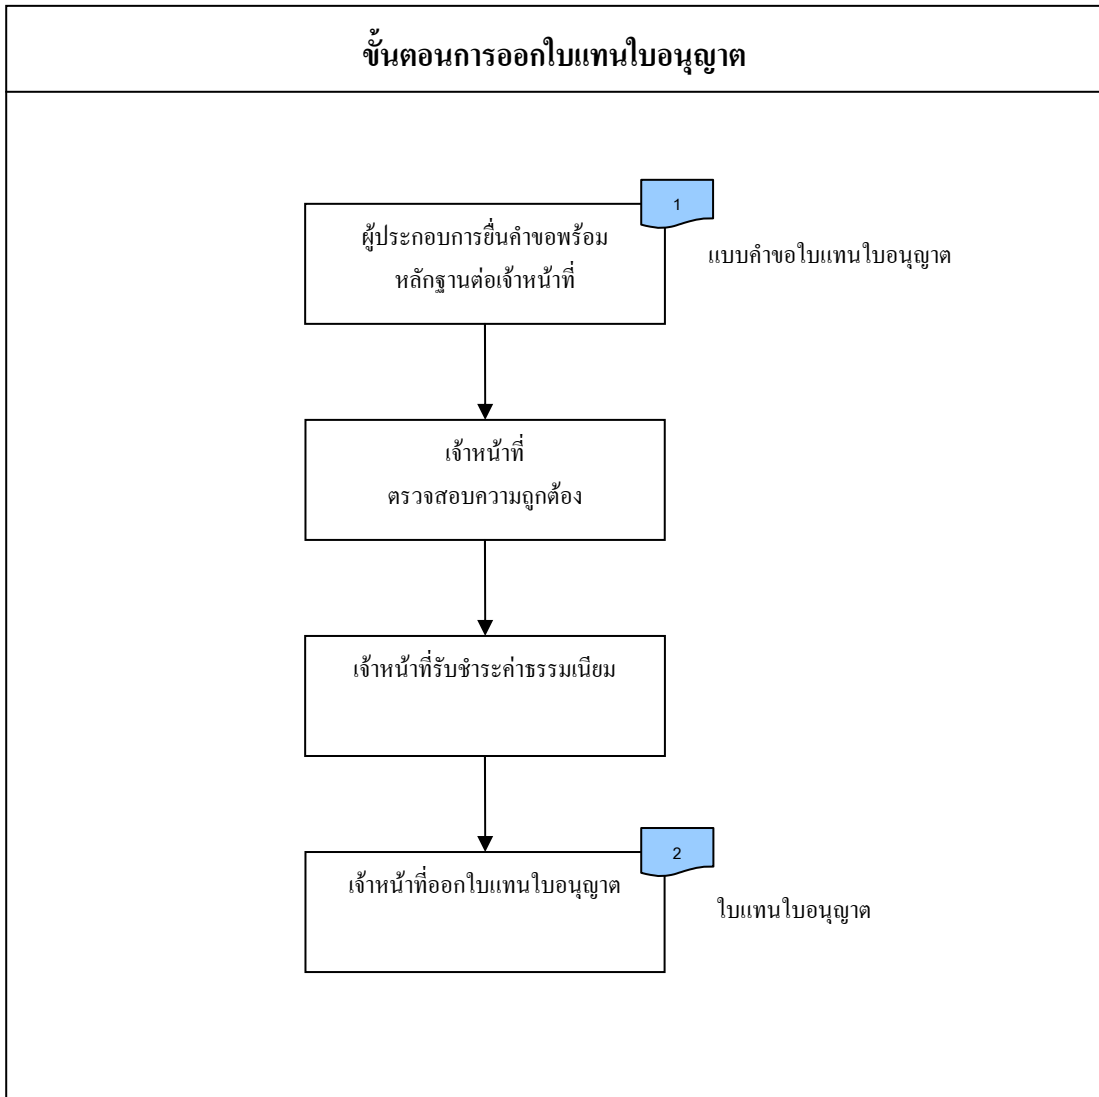 ขั้นตอนการออกใบแทนใบอนุญาต
1
ผู้ประกอบการยื่นคำขอพร้อม
หลักฐานต่อเจ้าหน้าที่
แบบคำขอใบแทนใบอนุญาต
เจ้าหน้าที่
ตรวจสอบความถูกต้อง
เจ้าหน้าที่รับชำระค่าธรรมเนียม
2
เจ้าหน้าที่ออกใบแทนใบอนุญาต
ใบแทนใบอนุญาต